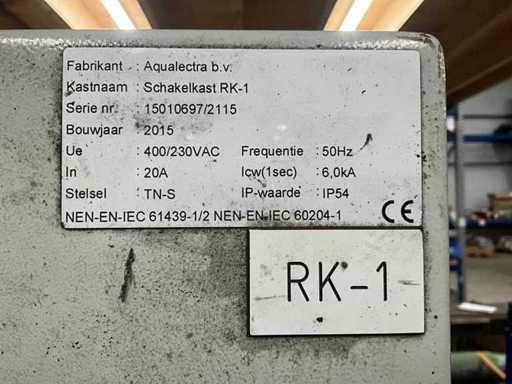 Fabrikant : Aqualectra b.v.
Kastnaam : Schakelkast RK-1
Serie nr. : 15010697/2115
Bouwjaar : 2015
Ue : 400/230VAC Frequentie : 50Hz
In : 20A Icw(1sec) : 6,0kA
Stelsel : TN-S IP-waarde : IP54
NEN-EN-IEC 61439-1/2 NEN-EN-IEC 60204-1 CE
RK-1